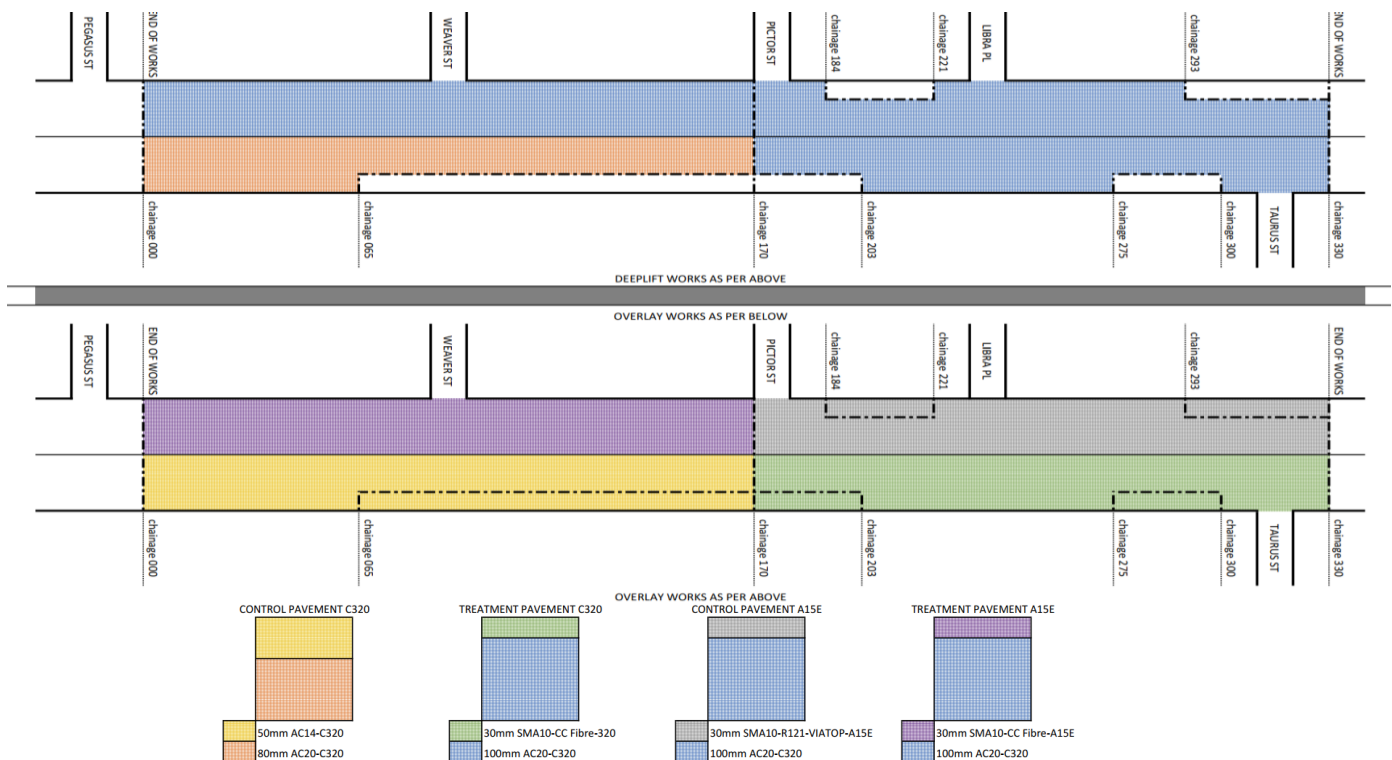 PEGASUS ST
END OF WORKS
WEAVER ST
PICTOR ST
chainage 184
chainage 221
LIBRA PL
chainage 293
END OF WORKS
chainage 000
chainage 065
chainage 170
chainage 203
chainage 275
chainage 300
TAURUS ST
chainage 330
DEEPLIFT WORKS AS PER ABOVE
OVERLAY WORKS AS PER BELOW
PEGASUS ST
END OF WORKS
WEAVER ST
PICTOR ST
chainage 184
chainage 221
LIBRA PL
chainage 293
END OF WORKS
chainage 000
chainage 065
chainage 170
chainage 203
chainage 275
chainage 300
TAURUS ST
chainage 330
OVERLAY WORKS AS PER ABOVE
CONTROL PAVEMENT C320
TREATMENT PAVEMENT C320
CONTROL PAVEMENT A15E
TREATMENT PAVEMENT A15E
50mm AC14-C320
30mm SMA10-CC Fibre-320
30mm SMA10-R121-VIATOP-A15E
30mm SMA10-CC Fibre-A15E
80mm AC20-C320
100mm AC20-C320
100mm AC20-C320
100mm AC20-C320